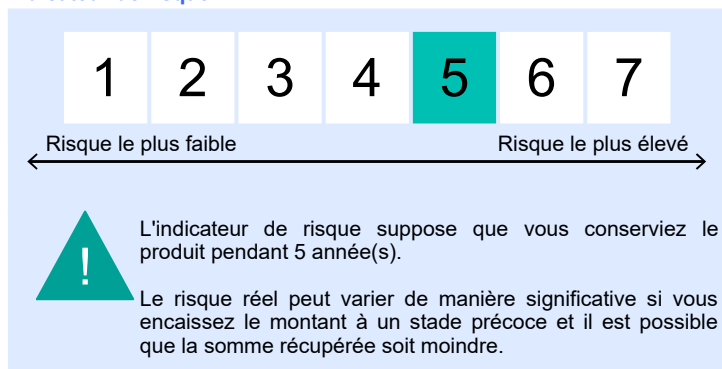 1 2 3 4 5 6 7
Risque le plus faible Risque le plus élevé
!
L'indicateur de risque suppose que vous conserviez le
produit pendant 5 année(s).
Le risque réel peut varier de manière significative si vous
encaissez le montant à un stade précoce et il est possible
que la somme récupérée soit moindre.